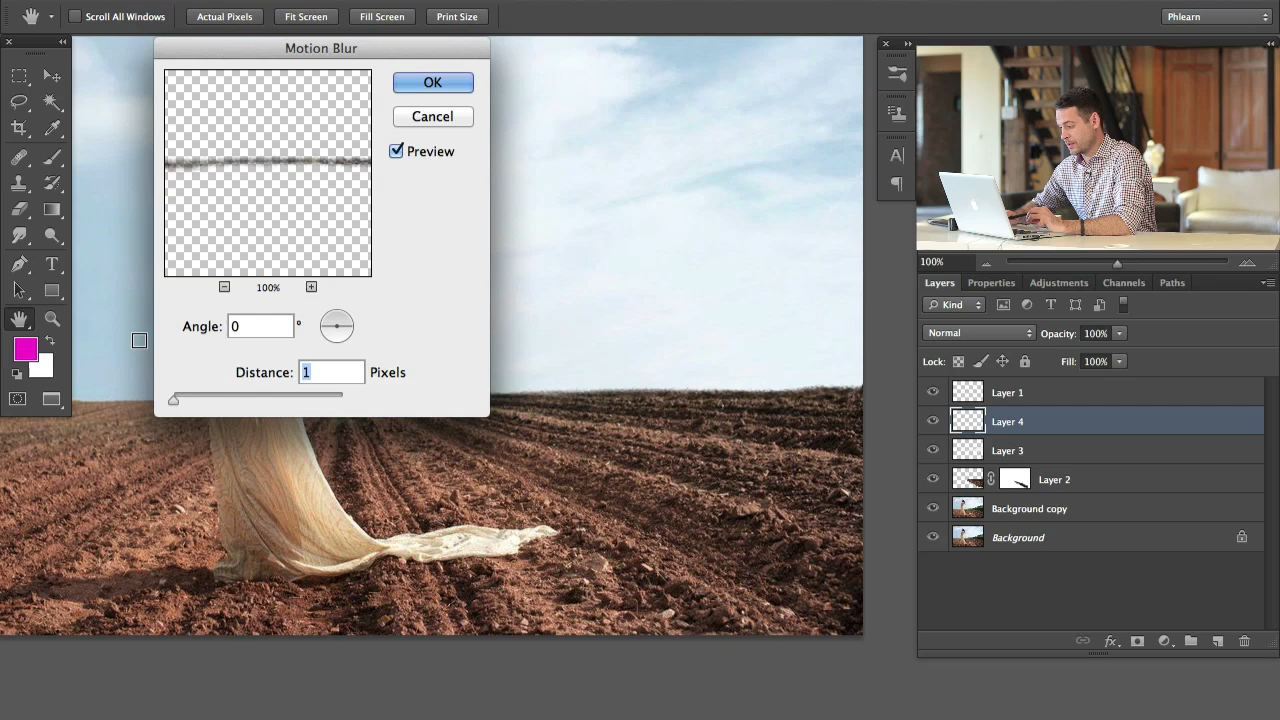 Scroll All Windows
Actual Pixels
Fit Screen
Fill Screen
Print Size
Phlearn
Motion Blur
OK
Cancel
Preview
100%
Angle: 0 °
Distance: 1 Pixels
A
T
100%
Layers
Properties
Adjustments
Channels
Paths
Kind
T
Normal
Opacity: 100%
Lock:
Fill: 100%
Layer 1
Layer 4
Layer 3
Layer 2
Background copy
Background
fx